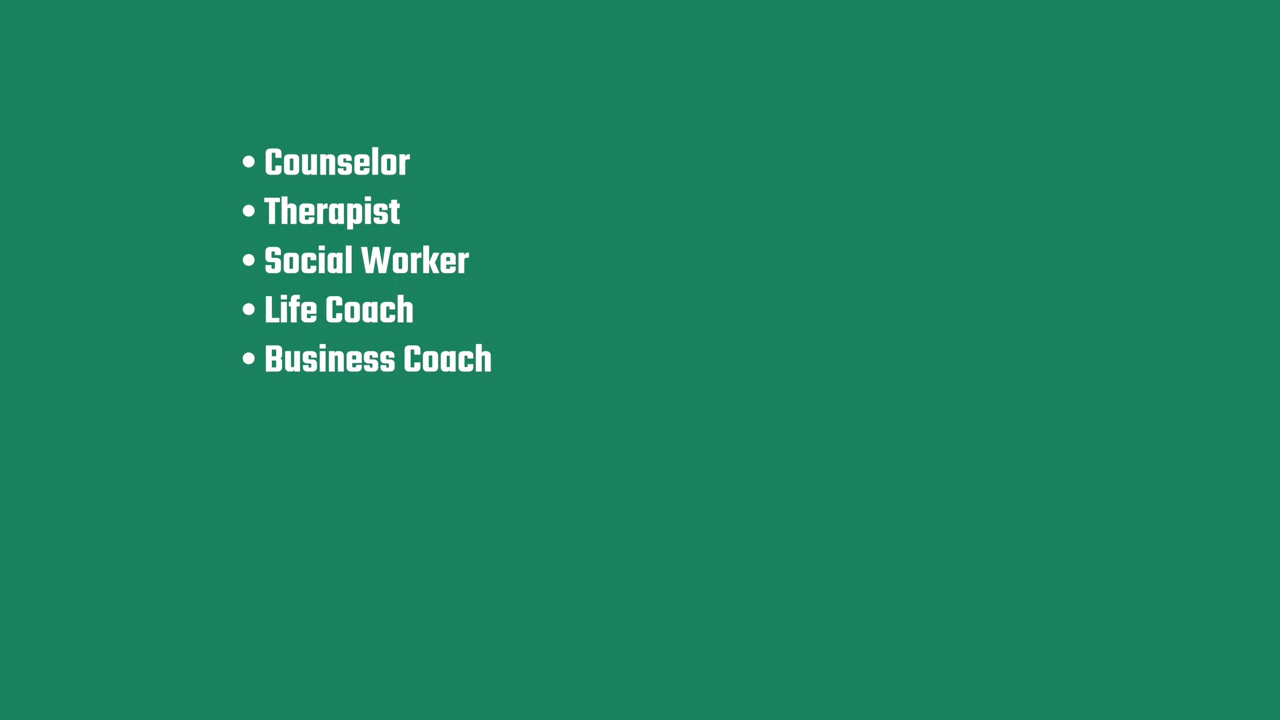 • Counselor
• Therapist
• Social Worker
• Life Coach
• Business Coach